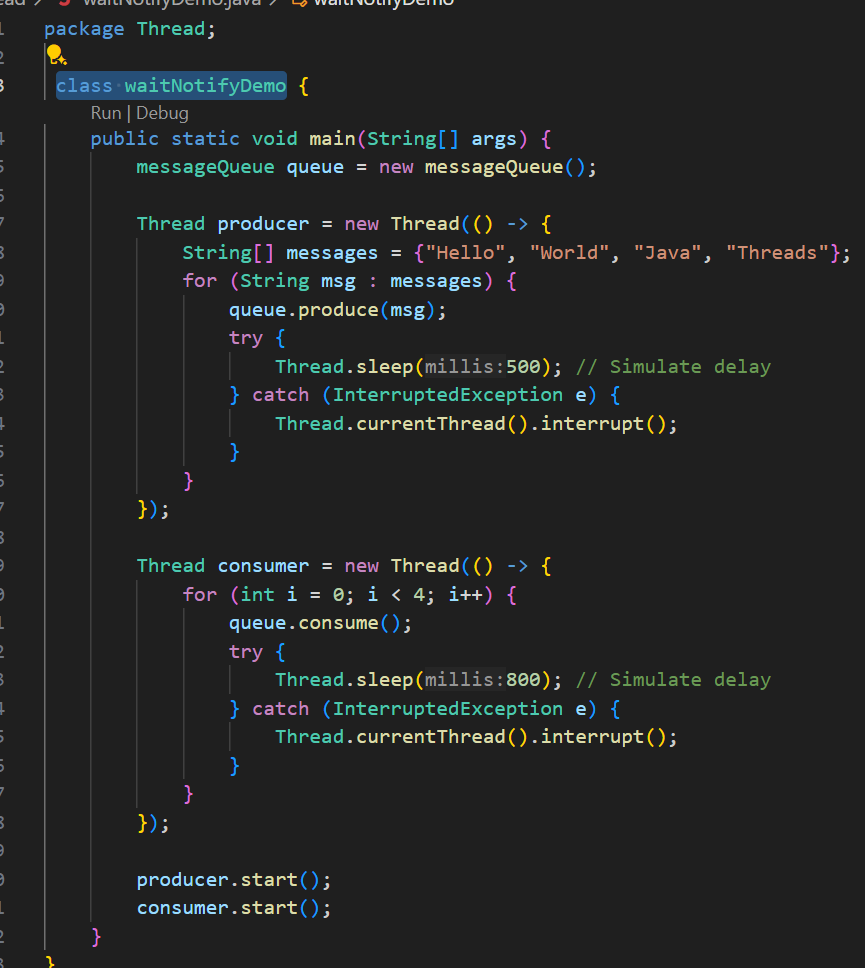 waitNotifyDemo.java > waitNotifyDemo
package Thread;
class waitNotifyDemo {
Run | Debug
public static void main(String[] args) {
messageQueue queue = new messageQueue();
Thread producer = new Thread(() -> {
String[] messages = {"Hello", "World", "Java", "Threads"};
for (String msg : messages) {
queue.produce(msg);
try {
Thread.sleep(millis:500); // Simulate delay
} catch (InterruptedException e) {
Thread.currentThread().interrupt();
}
}
});
Thread consumer = new Thread(() -> {
for (int i = 0; i < 4; i++) {
queue.consume();
try {
Thread.sleep(millis:800); // Simulate delay
} catch (InterruptedException e) {
Thread.currentThread().interrupt();
}
}
});
producer.start();
consumer.start();
}
}